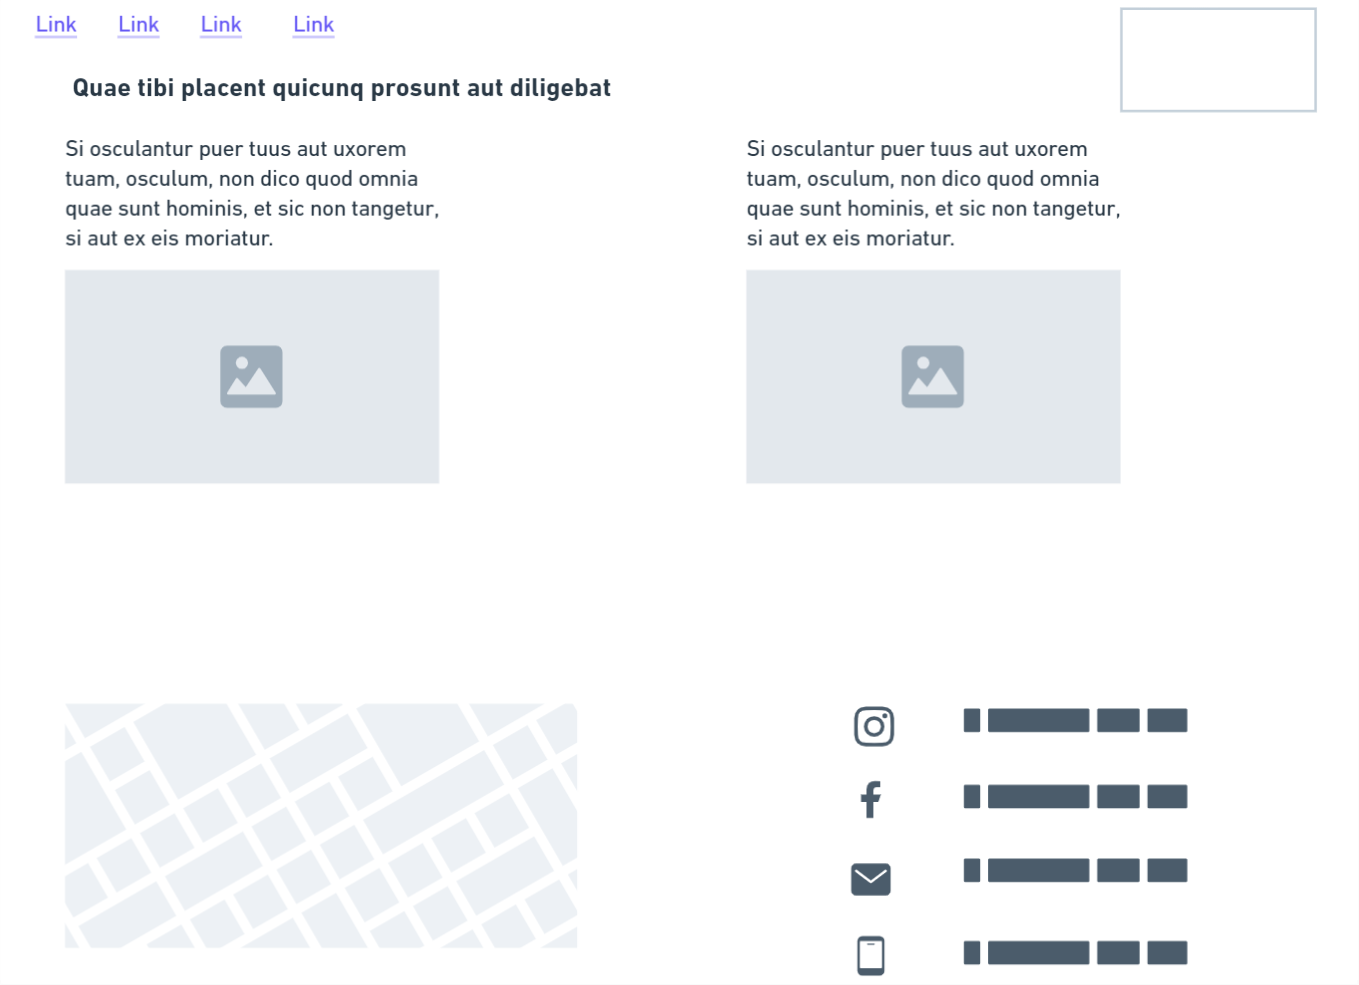 Link Link Link Link
Quae tibi placent quicunq prosunt aut diligebat
Si osculantur puer tuus aut uxorem
tuam, osculum, non dico quod omnia
quae sunt hominis, et sic non tangetur,
si aut ex eis moriatur.
Si osculantur puer tuus aut uxorem
tuam, osculum, non dico quod omnia
quae sunt hominis, et sic non tangetur,
si aut ex eis moriatur.